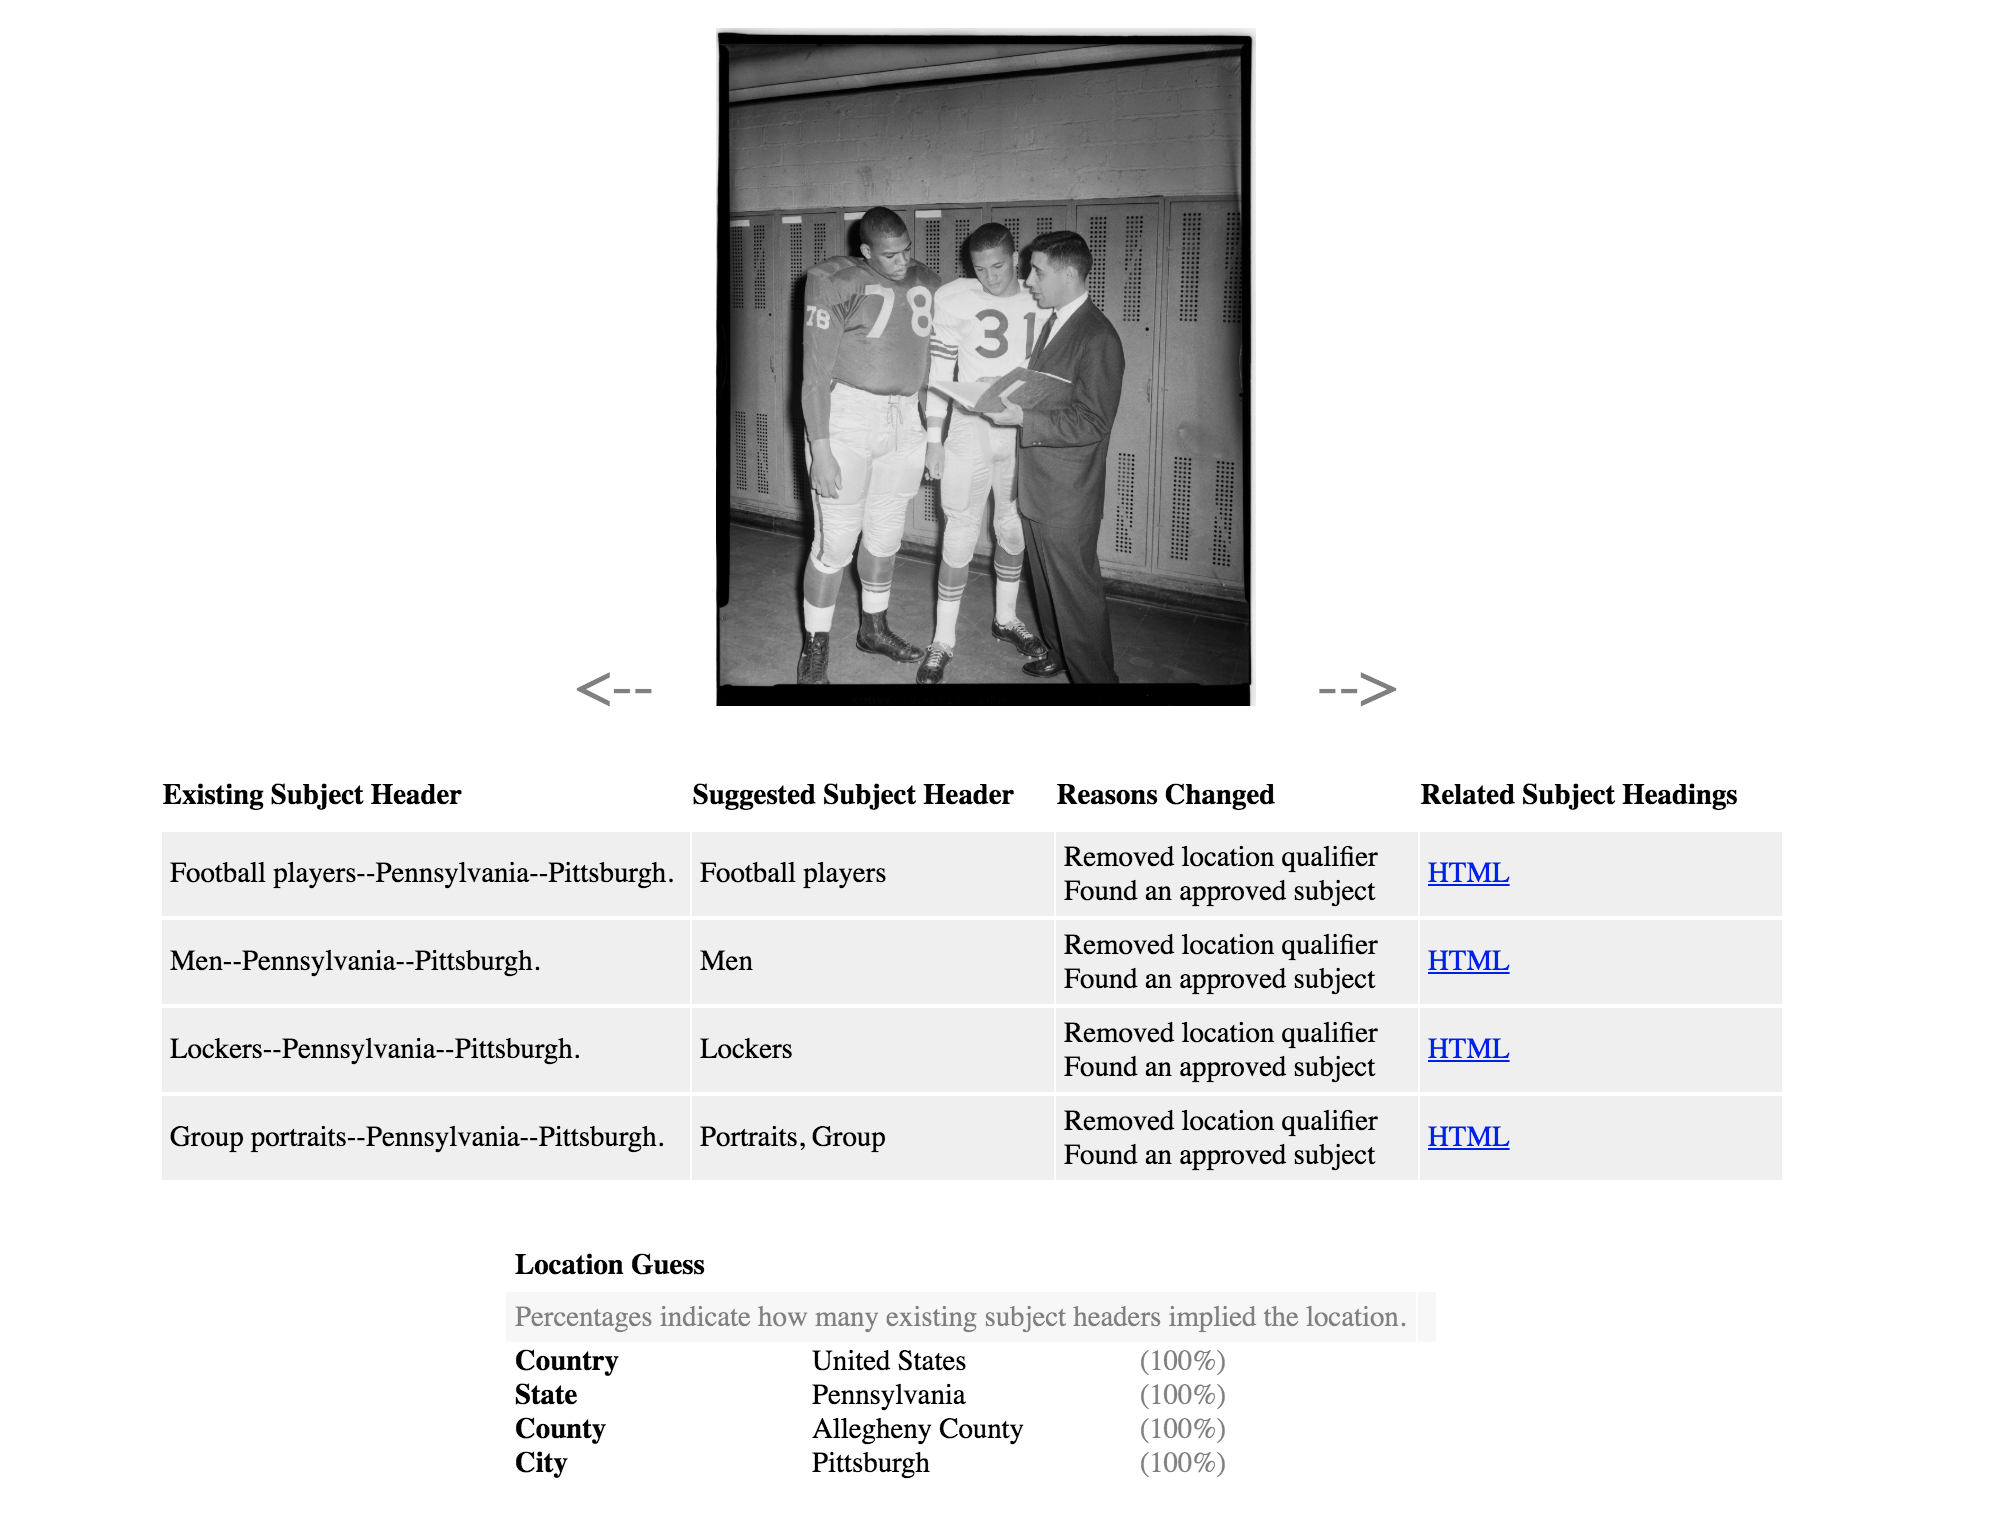 78
78
31
<--
-->
Existing Subject Header
Suggested Subject Header
Reasons Changed
Related Subject Headings
Football players--Pennsylvania--Pittsburgh.
Football players
Removed location qualifier
Found an approved subject
HTML
Men--Pennsylvania--Pittsburgh.
Men
Removed location qualifier
Found an approved subject
HTML
Lockers--Pennsylvania--Pittsburgh.
Lockers
Removed location qualifier
Found an approved subject
HTML
Group portraits--Pennsylvania--Pittsburgh.
Portraits, Group
Removed location qualifier
Found an approved subject
HTML
Location Guess
Percentages indicate how many existing subject headers implied the location.
Country United States (100%)
State Pennsylvania (100%)
County Allegheny County (100%)
City Pittsburgh (100%)